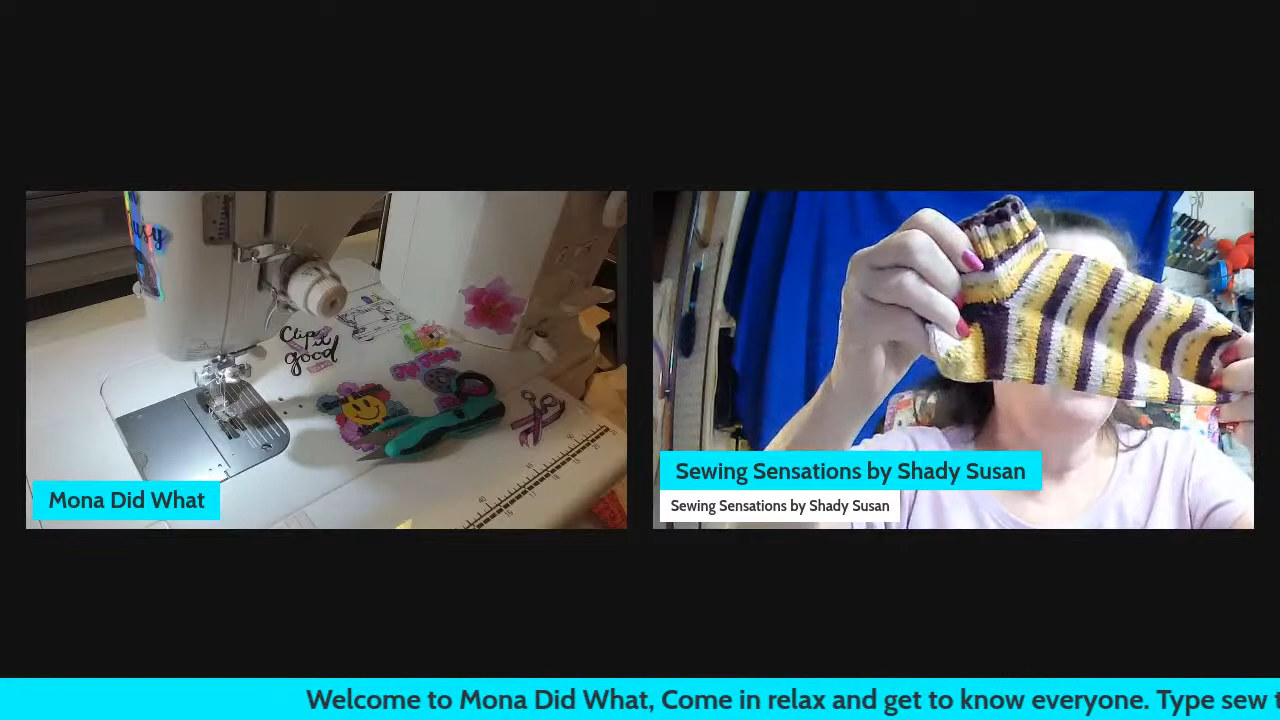 Clip it
good
Mona Did What
Sewing Sensations by Shady Susan
Sewing Sensations by Shady Susan
Welcome to Mona Did What, Come in relax and get to know everyone. Type sew